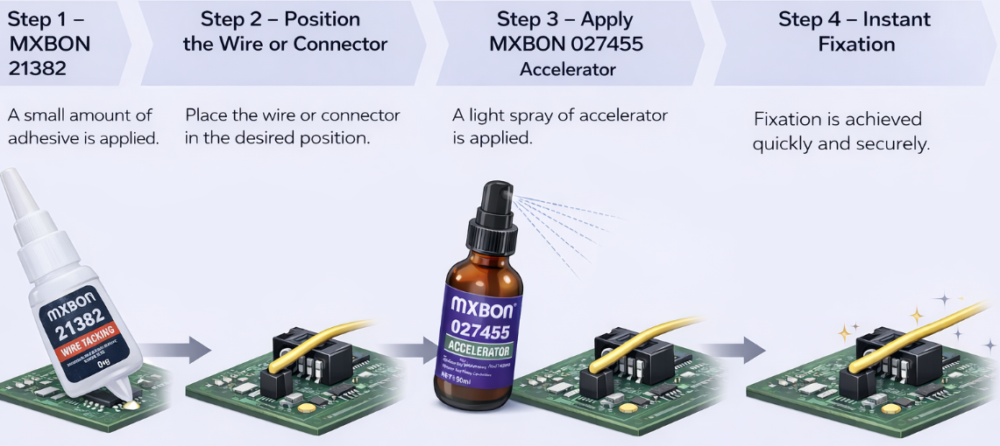 Step 1 –
MXBON
21382
Step 2 – Position
the Wire or Connector
Step 3 – Apply
MXBON 027455
Accelerator
Step 4 – Instant
Fixation
A small amount of
adhesive is applied.
Place the wire or connector
in the desired position.
A light spray of accelerator
is applied.
Fixation is achieved
quickly and securely.
MXBON
21382
WIRE TACKING
MXBON
027455
ACCELERATOR
90ml